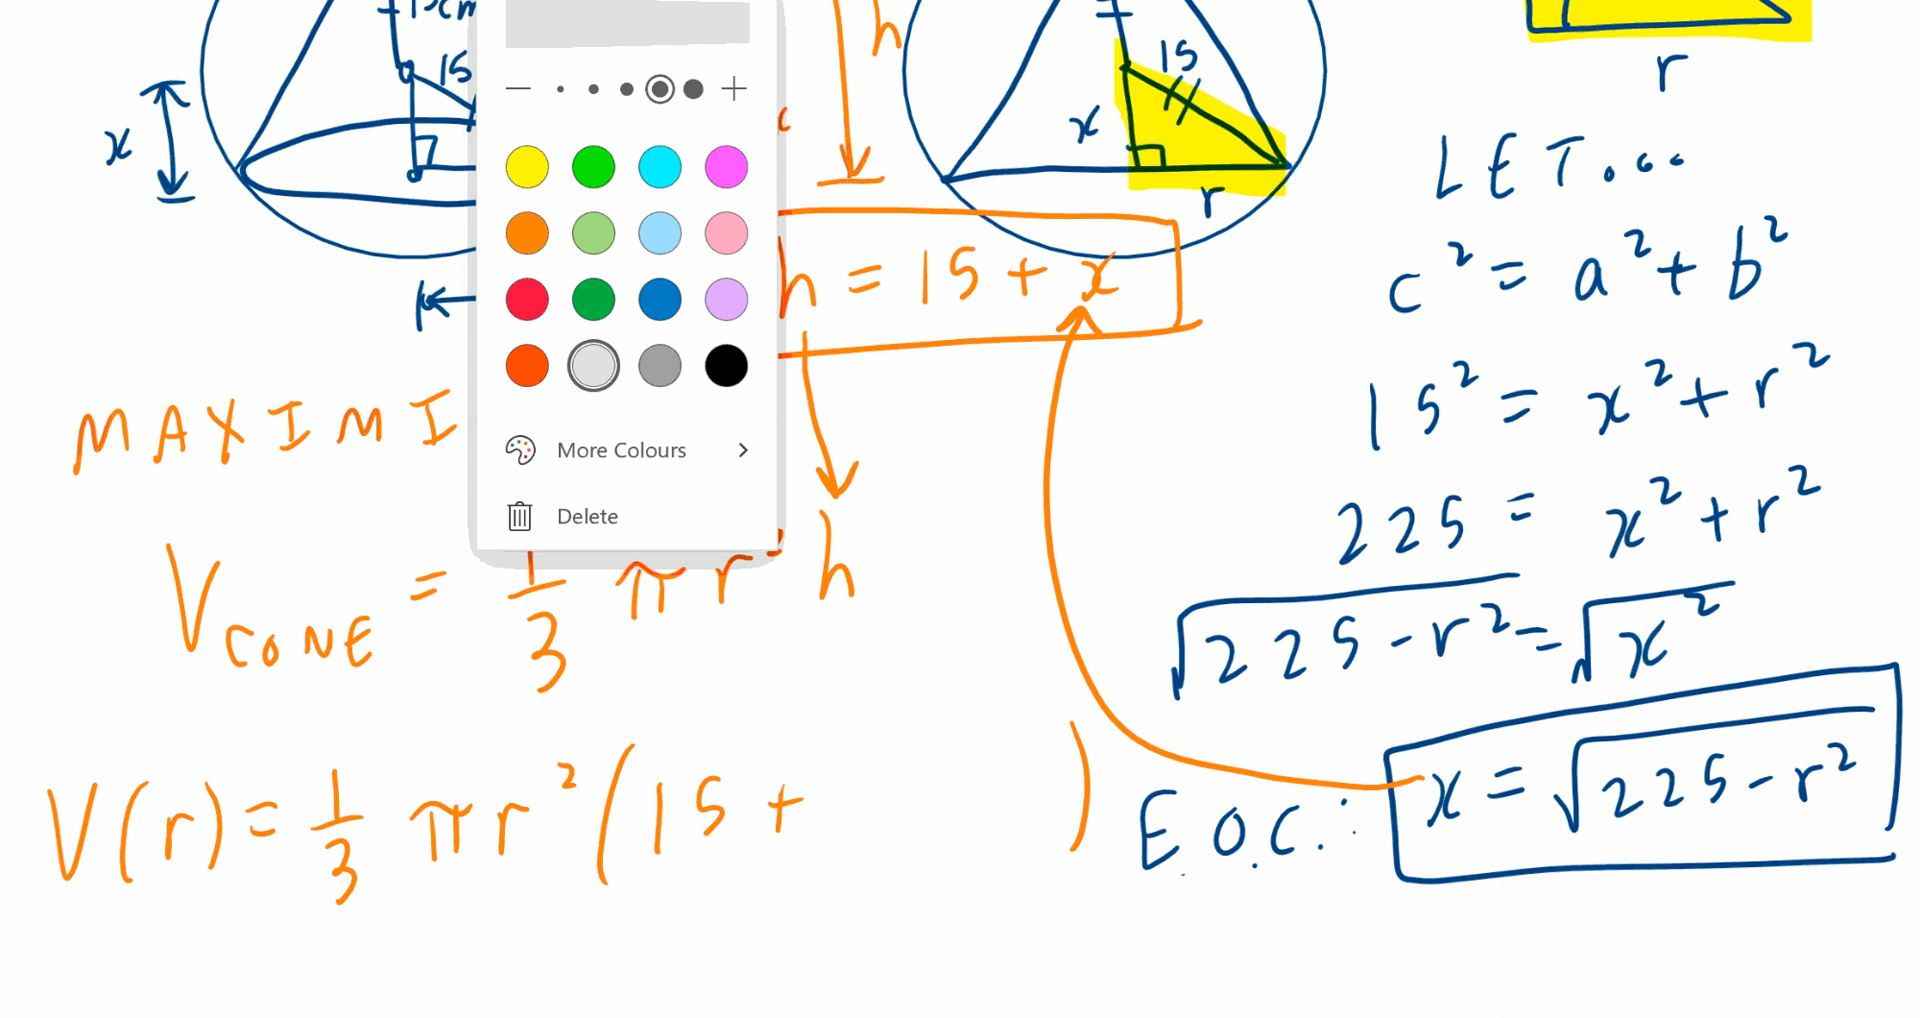 15cm
15
x
h
15
x
r
r
LET...
c² = a² + b²
h = 15 + x
15² = x² + r²
MAXIMI
More Colours
Delete
225 = x² + r²
V CONE = 1/3 πr² h
√225 - r² = √x²
V(r) = 1/3 πr² (15 + )
E.O.C.: x = √225 - r²